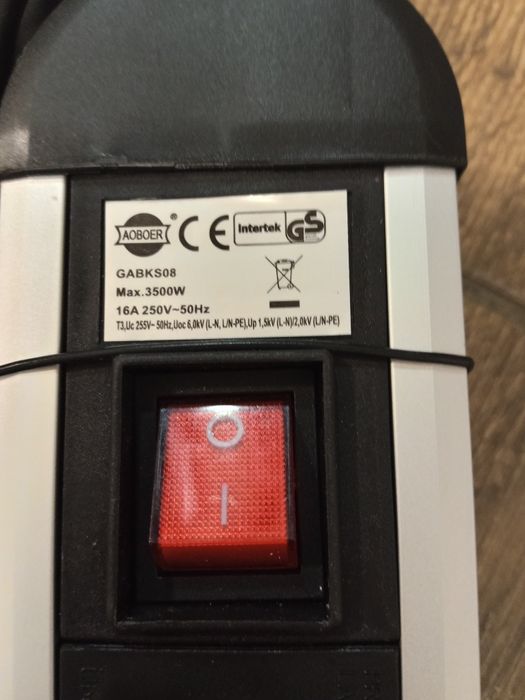 AOBOER ® CE Intertek GS
GABKS08
Max.3500W
16A 250V~50Hz
T3,Uc 255V~ 50Hz,Uoc 6,0kV (L-N, L/N-PE),Up 1,5kV (L-N)/2,0kV (L/N-PE)
O
I